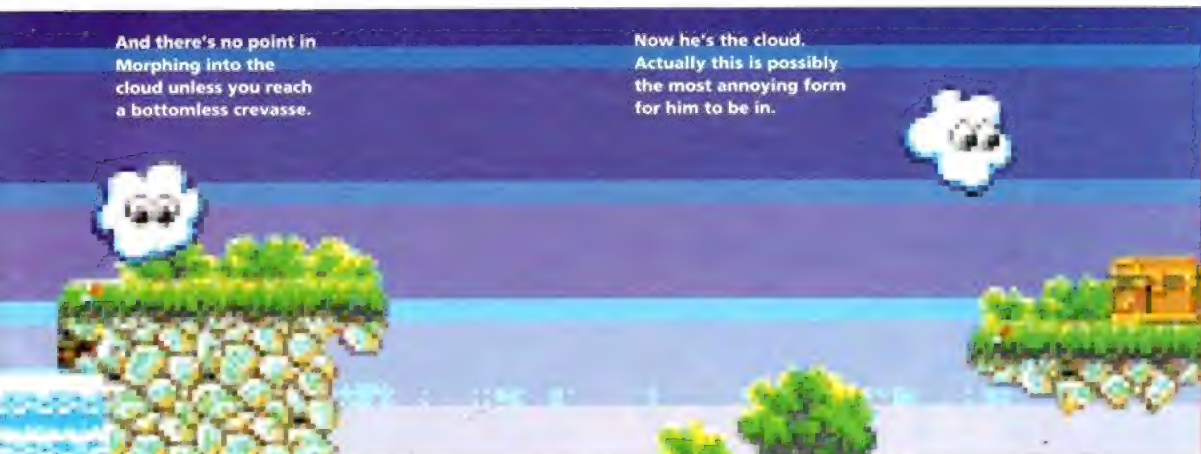 And there's no point in
Morphing into the
cloud unless you reach
a bottomless crevasse.
Now he's the cloud.
Actually this is possibly
the most annoying form
for him to be in.